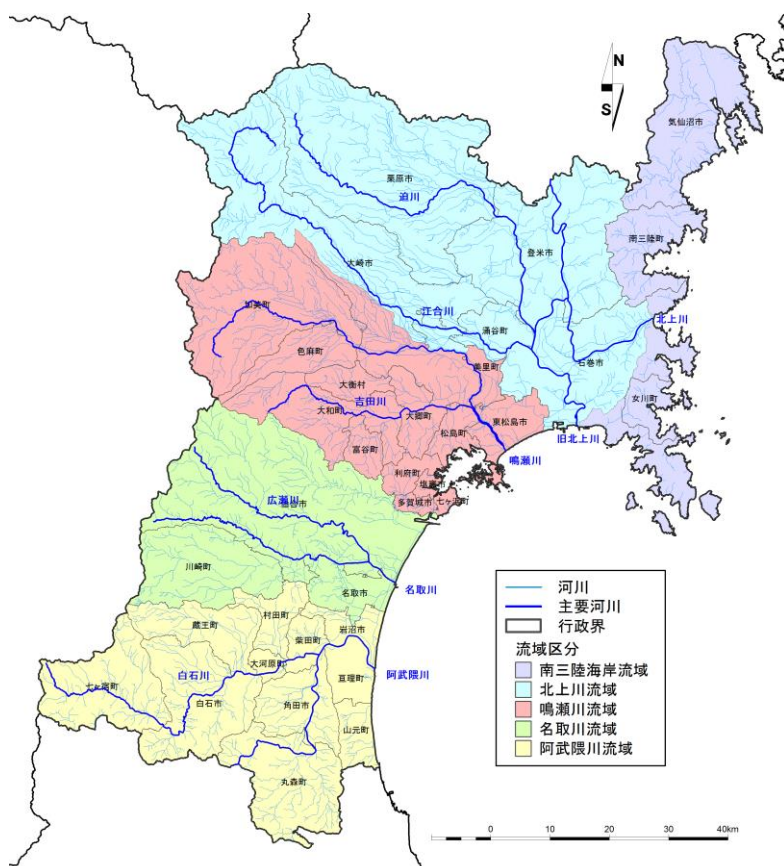 N
S
気仙沼市
栗原市
迫川
南三陸町
登米市
大崎市
北上川
江合川
加美町
涌谷町
石巻市
色麻町
美里町
女川町
大衡村
吉田川
大和町
大郷町
東松島市
旧北上川
松島町
富谷町
鳴瀬川
利府町
塩竈市
多賀城市
七ヶ浜町
広瀬川
仙台市
川崎町
名取川
名取市
村田町
蔵王町
岩沼市
柴田町
大河原町
白石川
阿武隈川
七ヶ宿町
亘理町
白石市
角田市
山元町
丸森町
河川
主要河川
行政界
流域区分
南三陸海岸流域
北上川流域
鳴瀬川流域
名取川流域
阿武隈川流域
0 10 20 40km